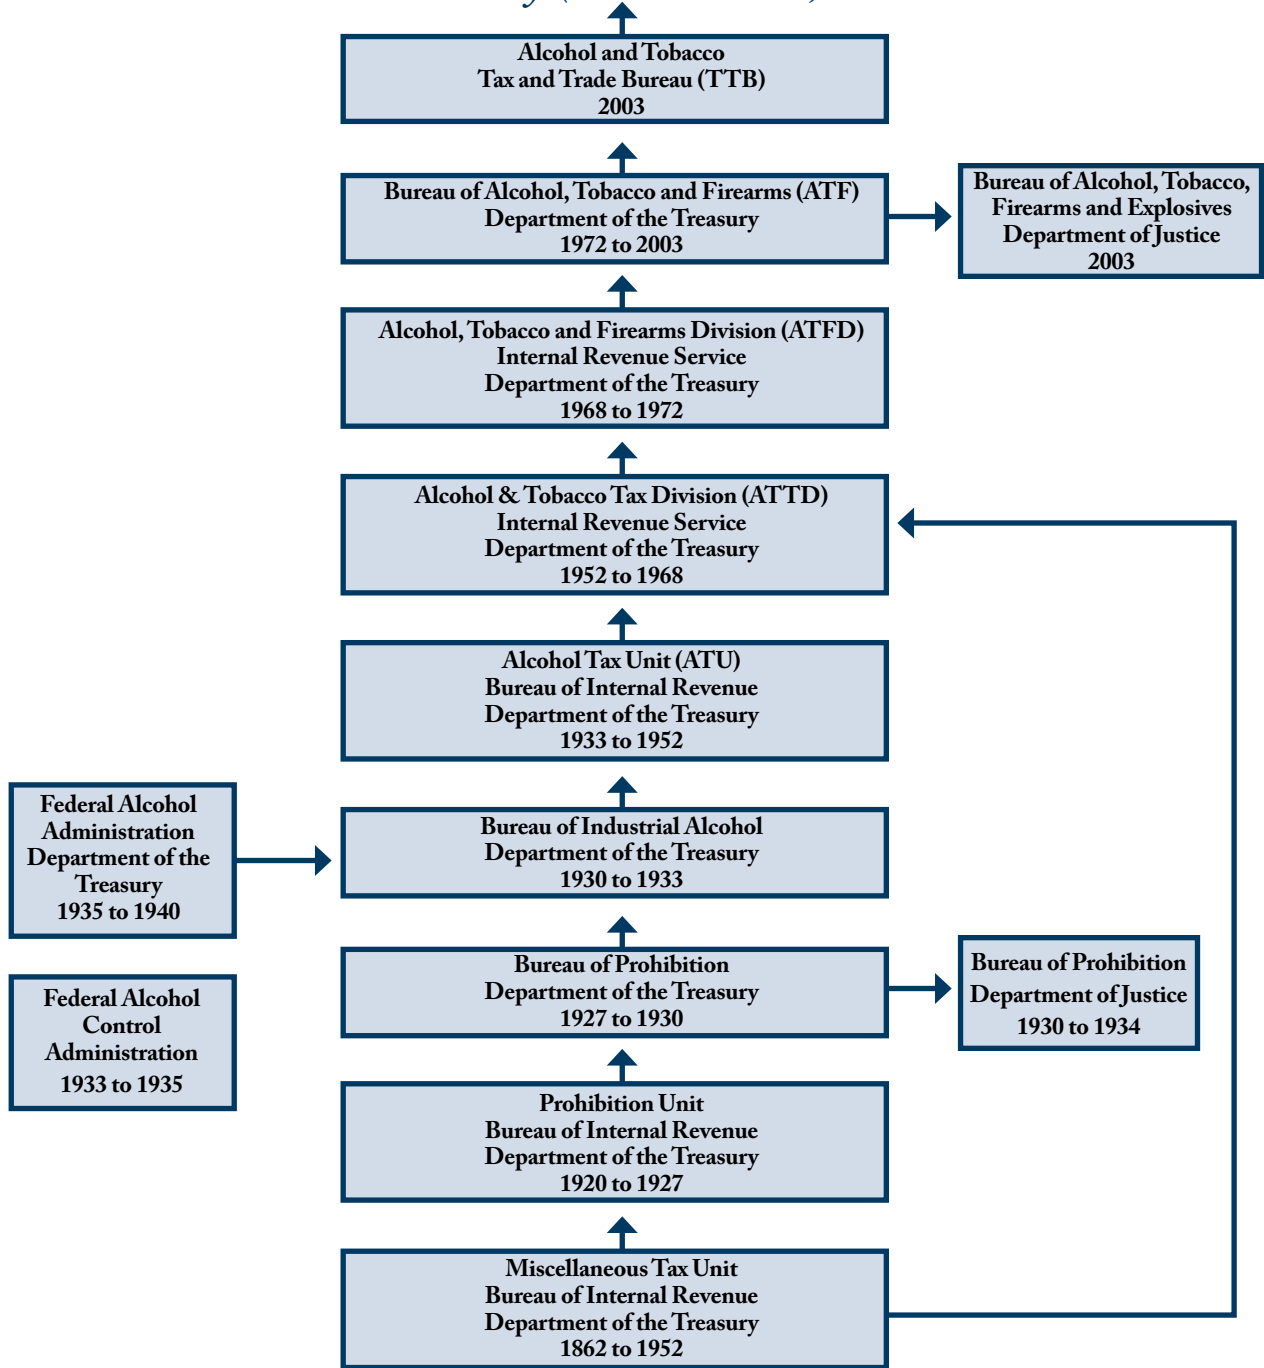 Alcohol and Tobacco
Tax and Trade Bureau (TTB)
2003
Bureau of Alcohol, Tobacco and Firearms (ATF)
Department of the Treasury
1972 to 2003
Bureau of Alcohol, Tobacco,
Firearms and Explosives
Department of Justice
2003
Alcohol, Tobacco and Firearms Division (ATFD)
Internal Revenue Service
Department of the Treasury
1968 to 1972
Alcohol & Tobacco Tax Division (ATTD)
Internal Revenue Service
Department of the Treasury
1952 to 1968
Alcohol Tax Unit (ATU)
Bureau of Internal Revenue
Department of the Treasury
1933 to 1952
Federal Alcohol
Administration
Department of the
Treasury
1935 to 1940
Bureau of Industrial Alcohol
Department of the Treasury
1930 to 1933
Bureau of Prohibition
Department of the Treasury
1927 to 1930
Bureau of Prohibition
Department of Justice
1930 to 1934
Federal Alcohol
Control
Administration
1933 to 1935
Prohibition Unit
Bureau of Internal Revenue
Department of the Treasury
1920 to 1927
Miscellaneous Tax Unit
Bureau of Internal Revenue
Department of the Treasury
1862 to 1952